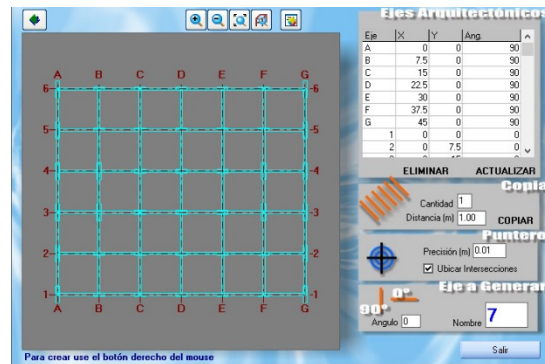 Ejes Arquitectónicos
Eje X Y Ang.
A 0 0 90
B 7.5 0 90
C 15 0 90
D 22.5 0 90
E 30 0 90
F 37.5 0 90
G 45 0 90
1 0 0 0
2 0 7.5 0
ELIMINAR ACTUALIZAR
A B C D E F G
6 -6
5 -5
4 -4
3 -3
2 -2
1 -1
A B C D E F G
Copia
Cantidad 1
Distancia (m) 1.00 COPIAR
Puntero
Precisión (m) 0.01
Ubicar Intersecciones
Eje a Generar
90° 0°
Angulo 0 Nombre 7
Salir
Para crear use el botón derecho del mouse